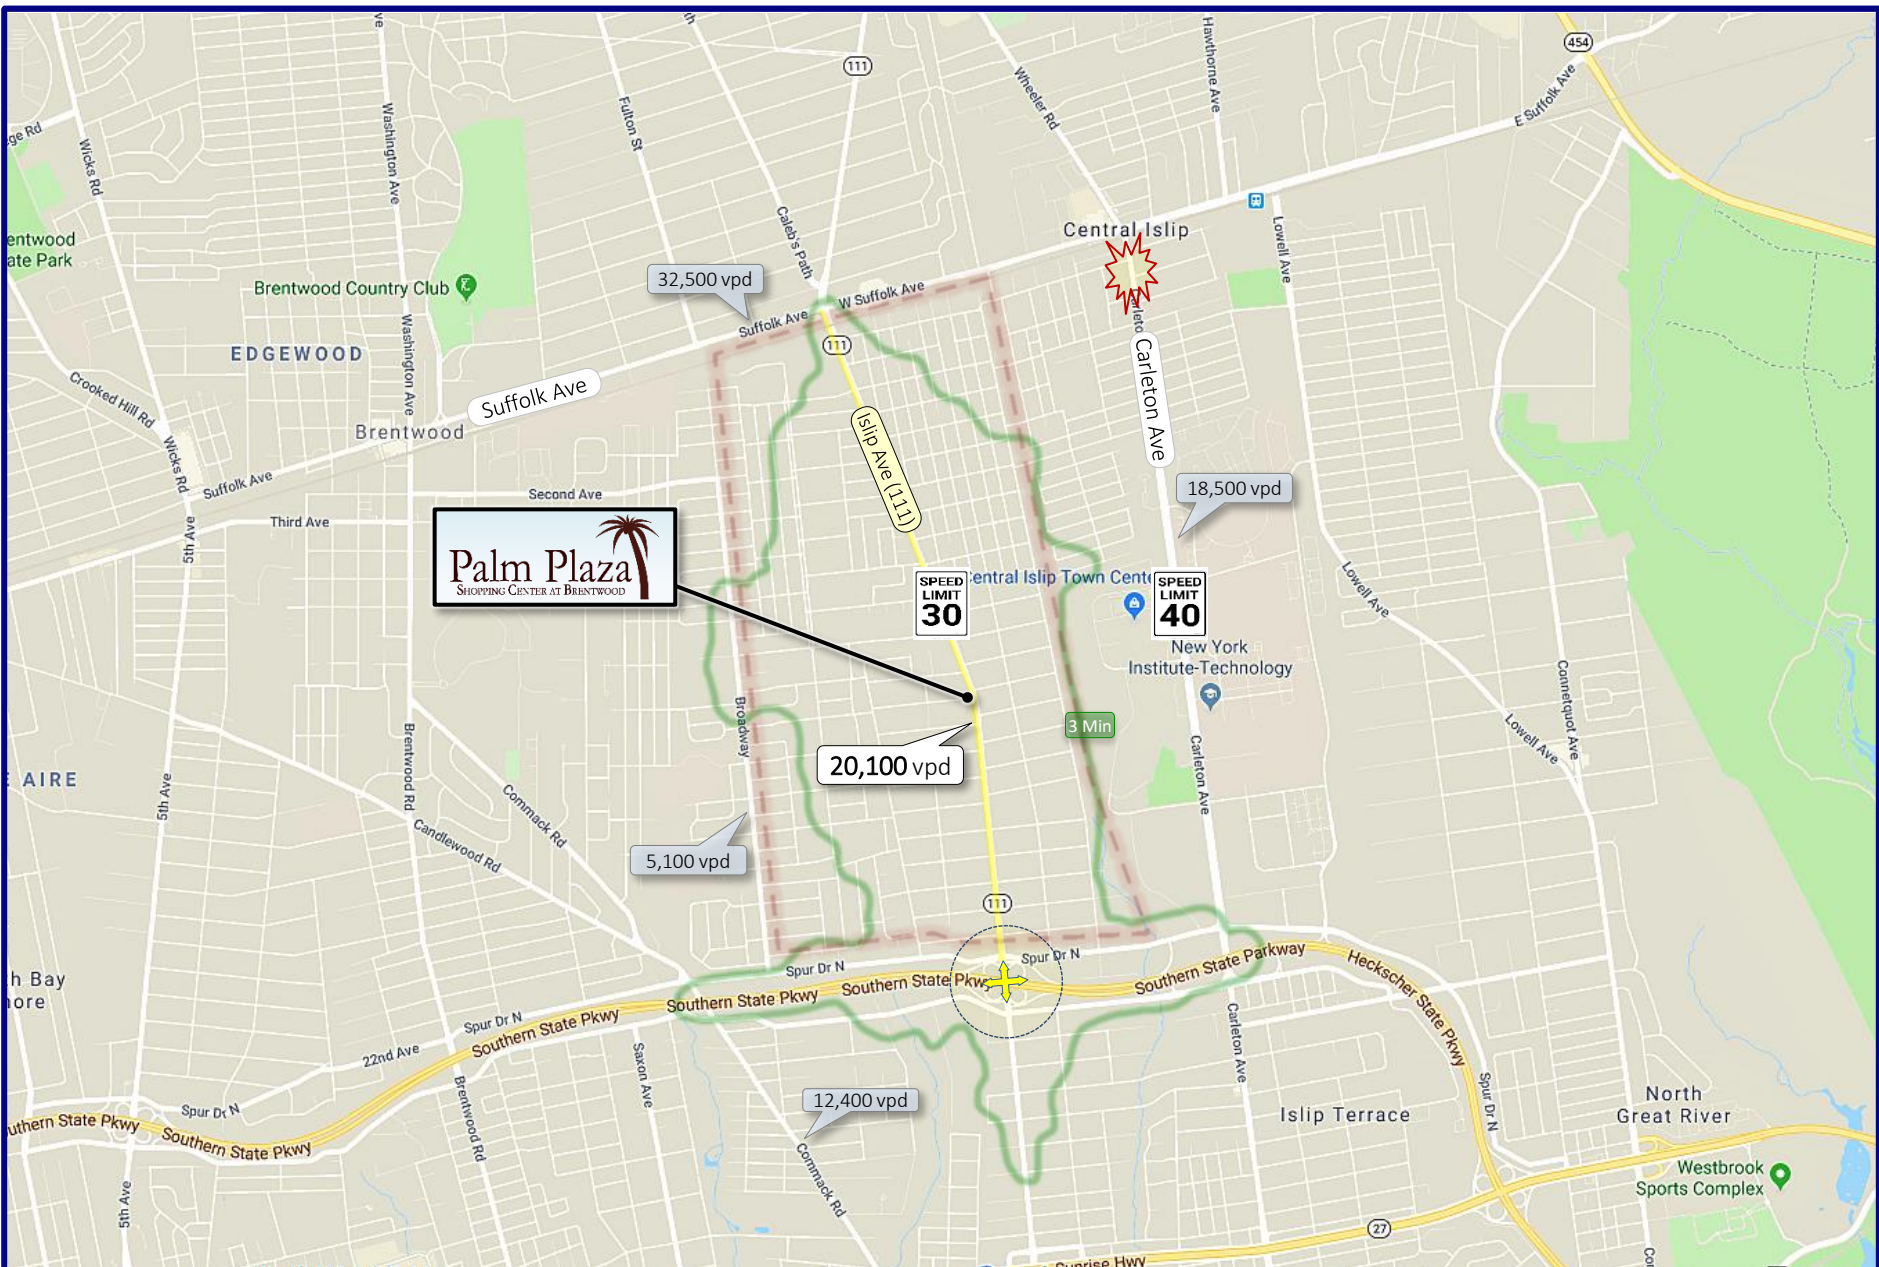 111
454
Hawthorne Ave
Wheeler Rd
E Suffolk Ave
Fulton St
Washington Ave
Wicks Rd
Caleb's Path
Central Islip
Lowell Ave
Brentwood Country Club
32,500 vpd
W Suffolk Ave
Suffolk Ave
111
EDGEWOOD
Washington Ave
Crooked Hill Rd
Suffolk Ave
Brentwood
Carleton Ave
Islip Ave (111)
Wicks Rd
Suffolk Ave
Second Ave
Third Ave
5th Ave
18,500 vpd
Palm Plaza
SHOPPING CENTER AT BRENTWOOD
SPEED
LIMIT
30
Central Islip Town Cente
SPEED
LIMIT
40
Lowell Ave
New York
Institute-Technology
Connetquot Ave
Broadway
3 Min
Lowell Ave
20,100 vpd
Brentwood Rd
AIRE
5th Ave
Commack Rd
Candlewood Rd
Carleton Ave
5,100 vpd
111
Spur Dr N
Spur Dr N
Southern State Pkwy
Southern State Pkwy
Southern State Parkway
Heckscher State Pkwy
h Bay
hore
Spur Dr N
Southern State Pkwy
22nd Ave
Saxon Ave
Brentwood Rd
Carleton Ave
Spur Dr N
12,400 vpd
Islip Terrace
North
Great River
Spur Dr N
uthern State Pkwy
Southern State Pkwy
Commack Rd
5th Ave
Westbrook
Sports Complex
27
Sunrise Hwy